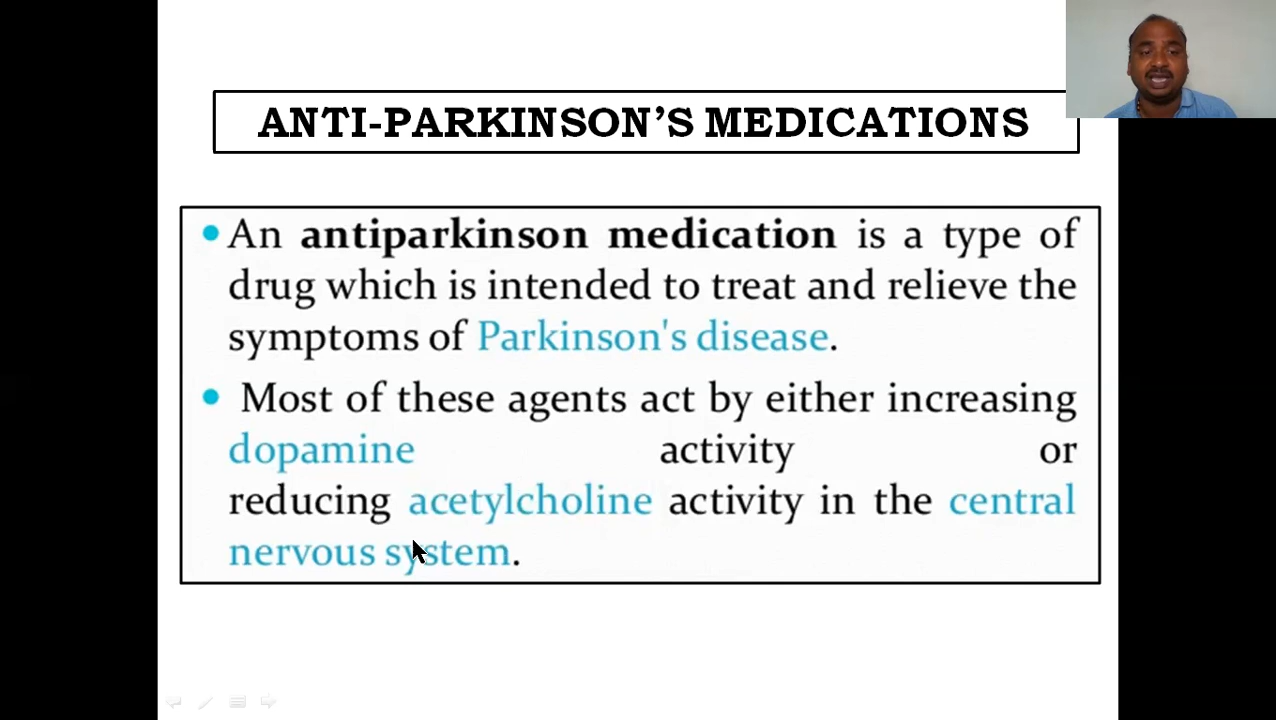 ANTI-PARKINSON’S MEDICATIONS
• An antiparkinson medication is a type of
drug which is intended to treat and relieve the
symptoms of Parkinson's disease.
• Most of these agents act by either increasing
dopamine activity or
reducing acetylcholine activity in the central
nervous system.